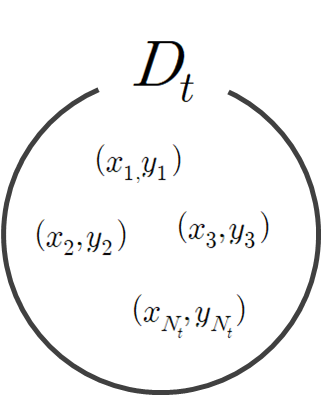 D_t
(x_1,y_1)
(x_2,y_2) (x_3,y_3)
(x_{N_t},y_{N_t})